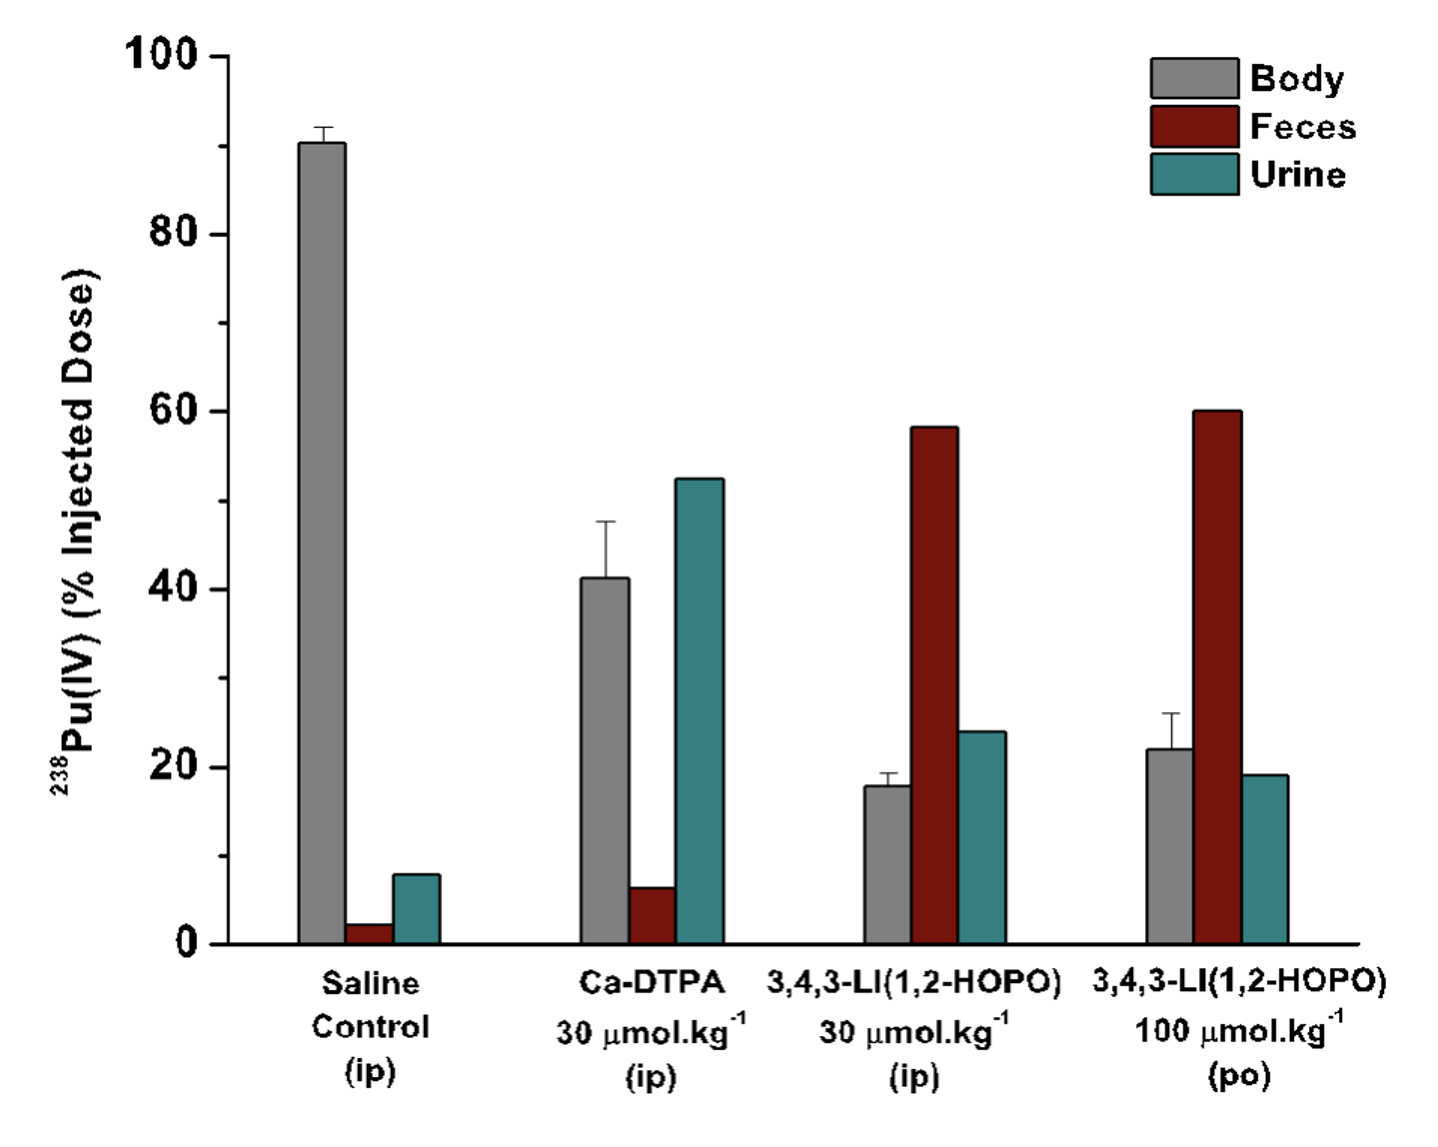 100
80
60
40
20
0
²³⁸Pu(IV) (% Injected Dose)
Body
Feces
Urine
Saline
Control
(ip)
Ca-DTPA
30 μmol.kg⁻¹
(ip)
3,4,3-LI(1,2-HOPO)
30 μmol.kg⁻¹
(ip)
3,4,3-LI(1,2-HOPO)
100 μmol.kg⁻¹
(po)